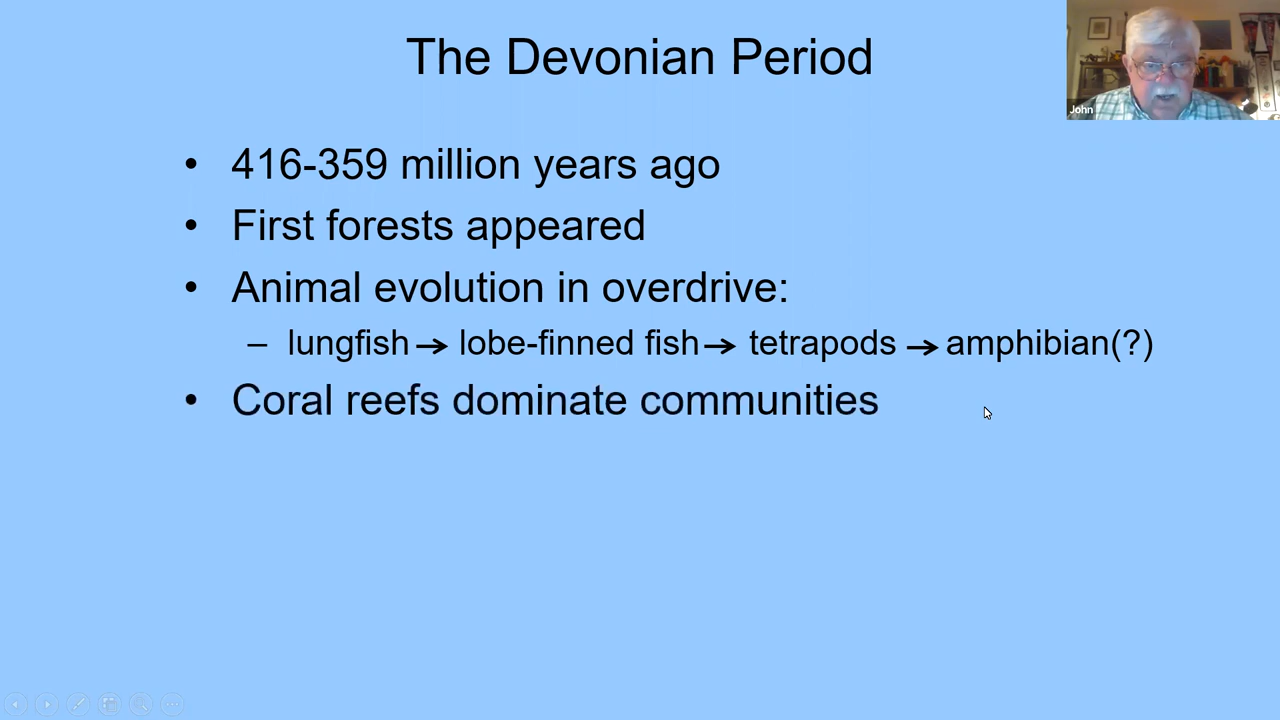 The Devonian Period
John
• 416-359 million years ago
• First forests appeared
• Animal evolution in overdrive:
– lungfish → lobe-finned fish → tetrapods → amphibian(?)
• Coral reefs dominate communities